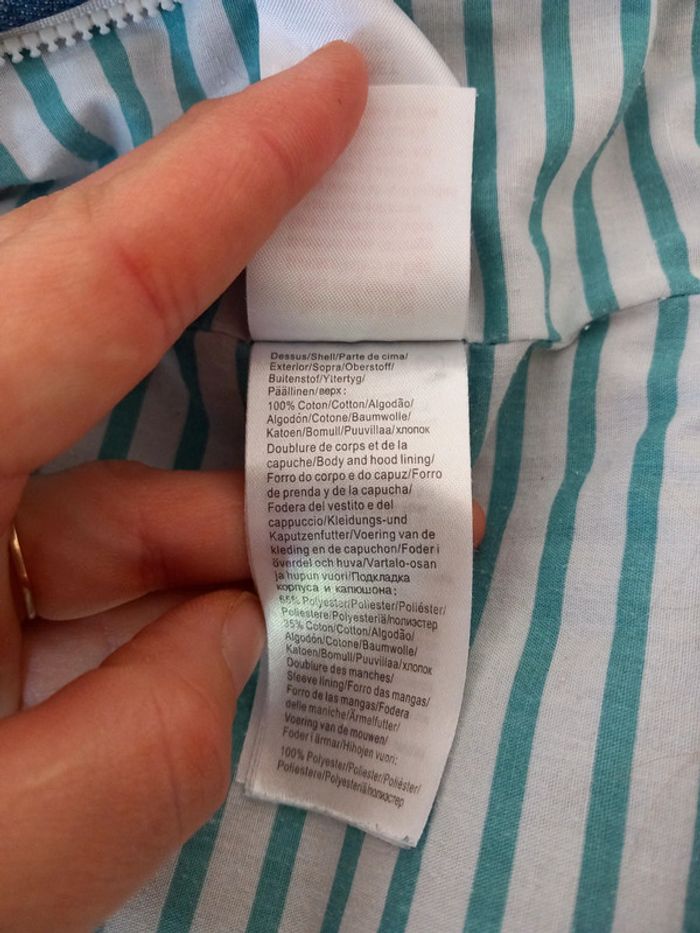 Dessus/Shell/Parte de cima/
Exterior/Sopra/Oberstoff/
Buitenstof/Yttertyg/
Päällinen/верх:
100% Coton/Cotton/Algodão/
Algodón/Cotone/Baumwolle/
Katoen/Bomull/Puuvillaa/хлопок
Doublure de corps et de la
capuche/Body and hood lining/
Forro do corpo e do capuz/Forro
de prenda y de la capucha/
Fodera del vestito e del
cappuccio/Kleidungs-und
Kaputzenfutter/Voering van de
kleding en de capuchon/Foder i
överdel och huva/Vartalo-osan
ja hupun vuori/Подкладка
корпуса и капюшона:
65% Polyester/Poliester/Poliéster/
Poliestere/Polyesteriä/полиэстер
35% Coton/Cotton/Algodão/
Algodón/Cotone/Baumwolle/
Katoen/Bomull/Puuvillaa/хлопок
Doublure des manches/
Sleeve lining/Forro das mangas/
Forro de las mangas/Fodera
delle maniche/Ärmelfutter/
Voering van de mouwen/
Foder i ärmar/Hihojen vuori:
100% Polyester/Poliester/Poliéster/
Poliestere/Polyesteriä/полиэстер